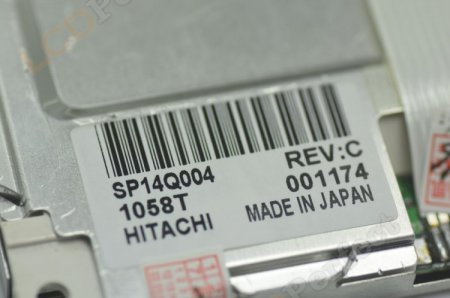 SP14Q004 REV:C
1058T 001174
HITACHI MADE IN JAPAN